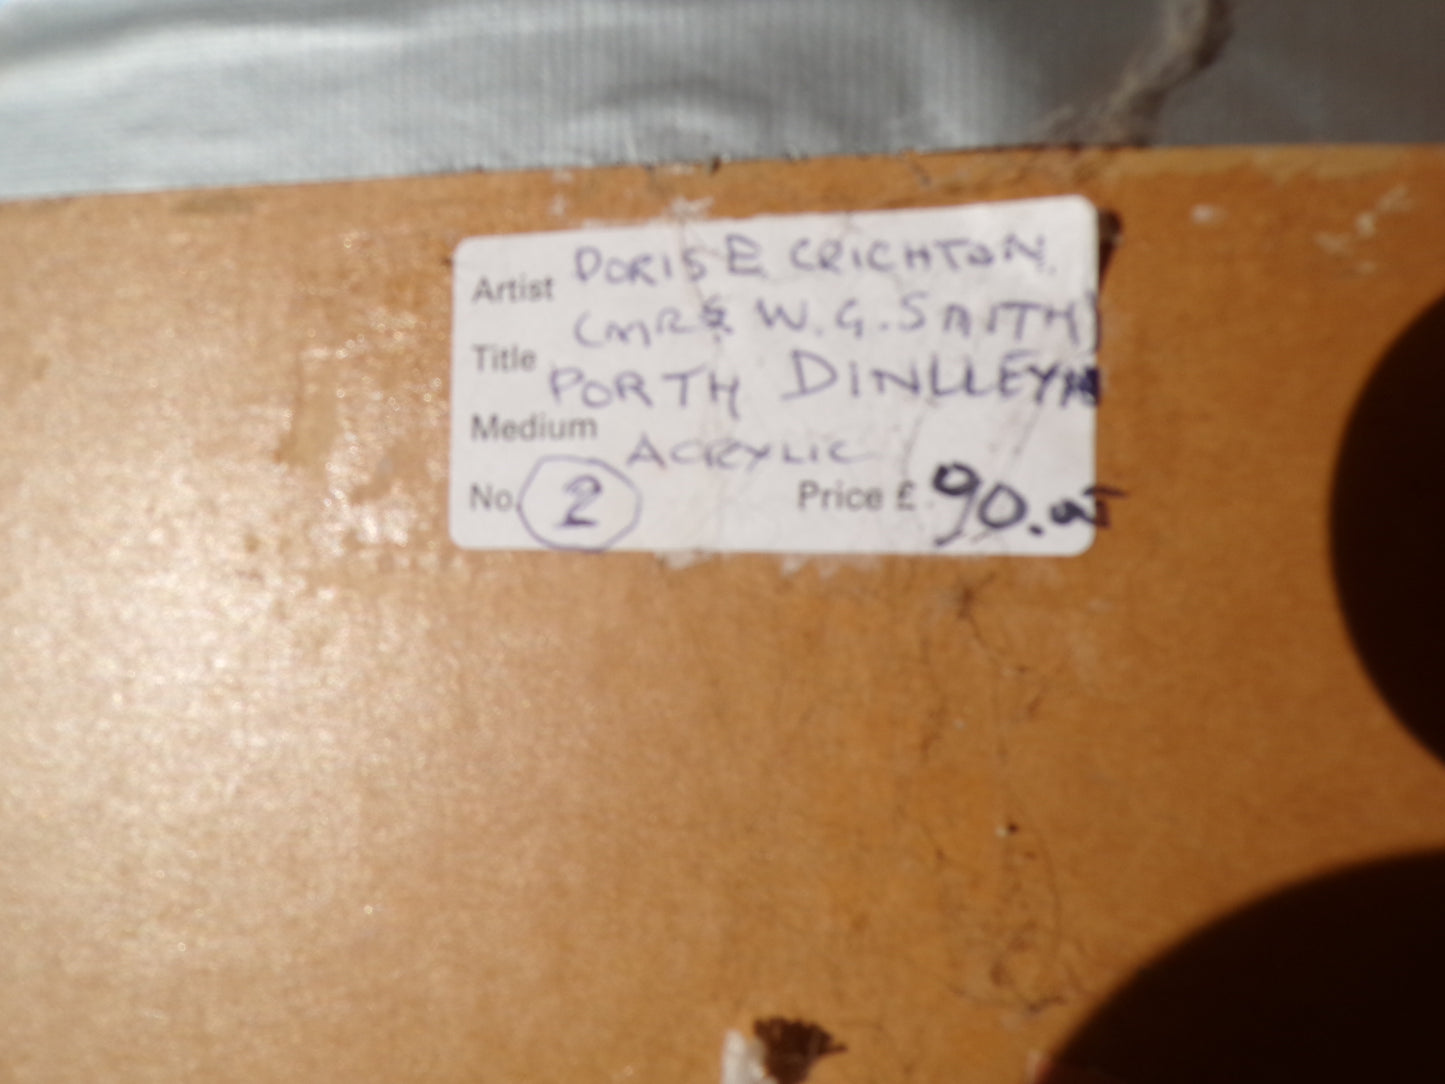 Artist DORIS E CRICHTON.
(MRS W.G. SMITH)
Title PORTH DINLLEYN
Medium ACRYLIC
No. 2 Price £ 90.00